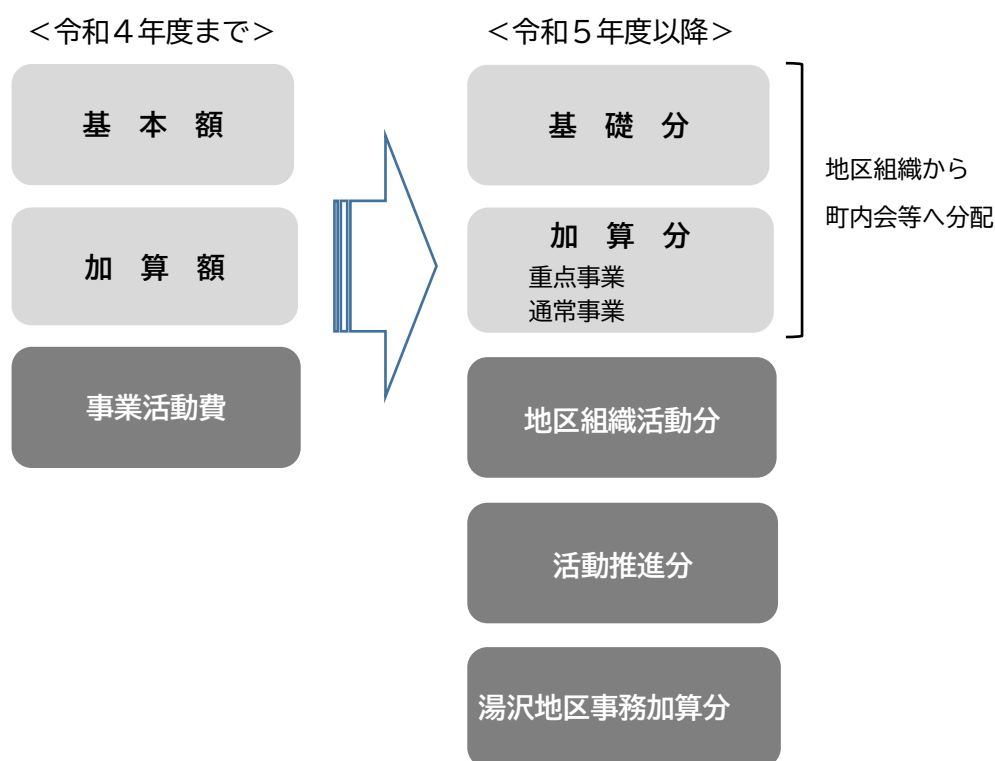 ＜令和４年度まで＞
基　本　額
加　算　額
事業活動費
＜令和５年度以降＞
基　礎　分
加　算　分
重点事業
通常事業
地区組織から
町内会等へ分配
地区組織活動分
活動推進分
湯沢地区事務加算分